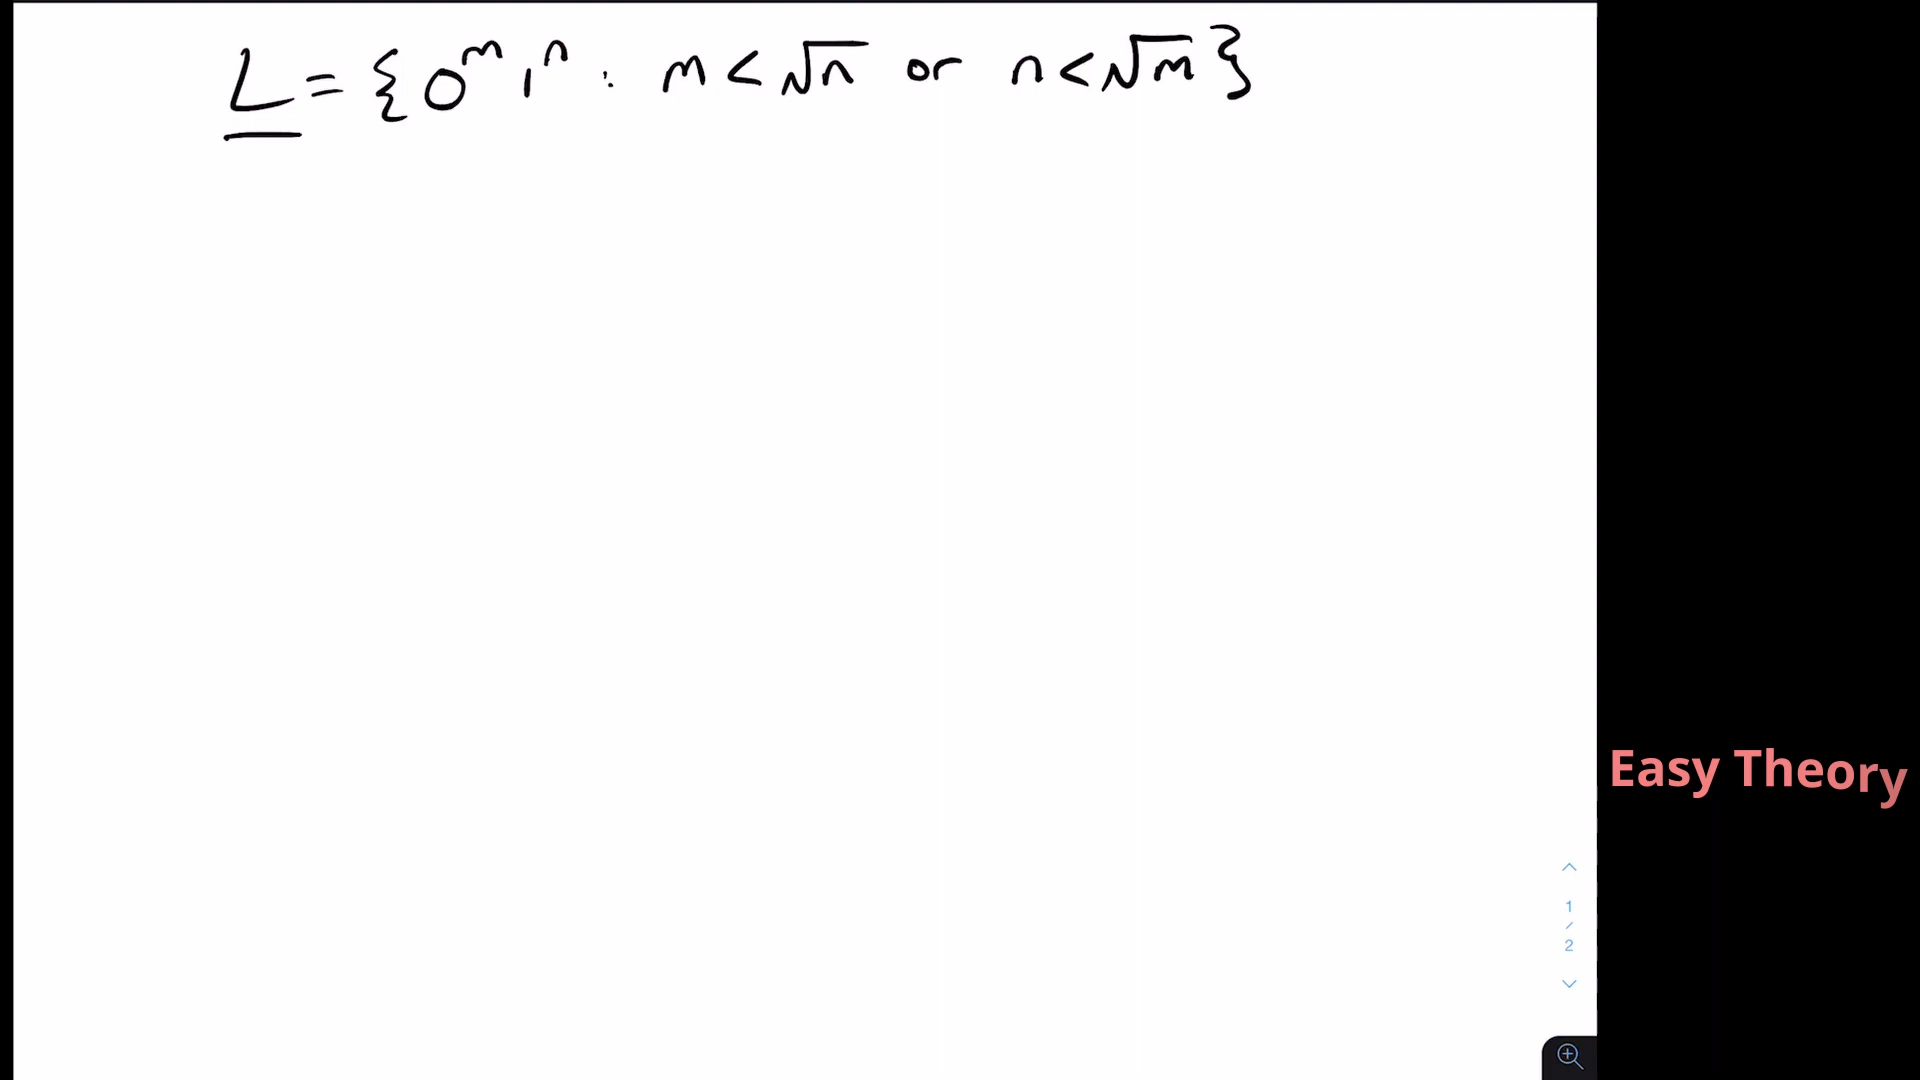 L = {0^m 1^n : m < √n or n < √m}
Easy Theory
1
/
2